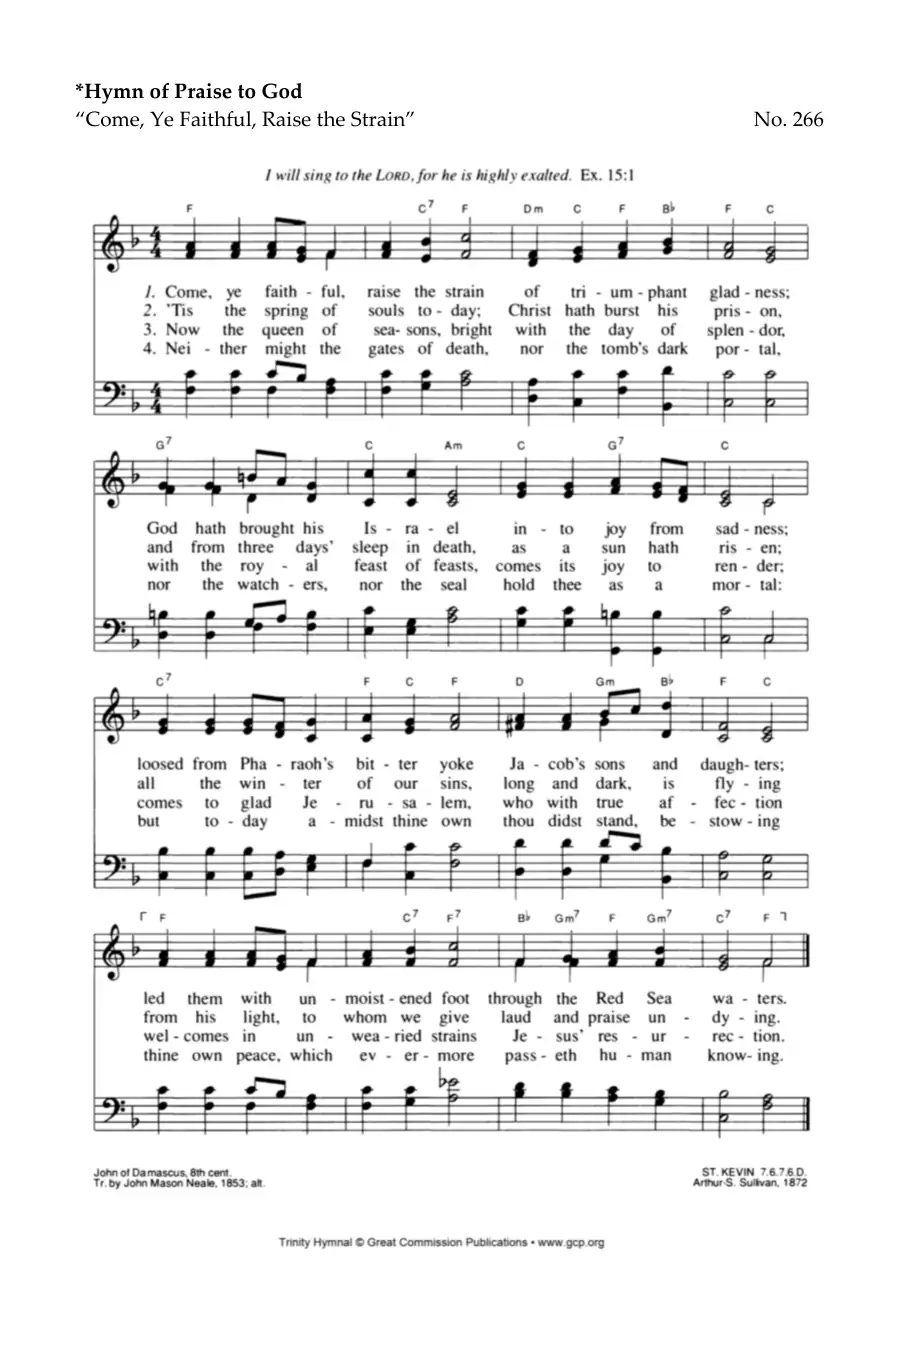 *Hymn of Praise to God
“Come, Ye Faithful, Raise the Strain” No. 266
I will sing to the LORD, for he is highly exalted. Ex. 15:1
F C7 F Dm C F B♭ F C
1. Come, ye faith - ful, raise the strain of tri - um - phant glad - ness;
2. 'Tis the spring of souls to - day; Christ hath burst his pris - on,
3. Now the queen of sea- sons, bright with the day of splen - dor,
4. Nei - ther might the gates of death, nor the tomb's dark por - tal,
G7 C Am C G7 C
God hath brought his Is - ra - el in - to joy from sad - ness;
and from three days' sleep in death, as a sun hath ris - en;
with the roy - al feast of feasts, comes its joy to ren - der;
nor the watch - ers, nor the seal hold thee as a mor - tal:
C7 F C F D Gm B♭ F C
loosed from Pha - raoh's bit - ter yoke Ja - cob's sons and daugh- ters;
all the win - ter of our sins, long and dark, is fly - ing
comes to glad Je - ru - sa - lem, who with true af - fec - tion
but to - day a - midst thine own thou didst stand, be - stow - ing
F C7 F7 B♭ Gm7 F Gm7 C7 F
led them with un - moist - ened foot through the Red Sea wa - ters.
from his light, to whom we give laud and praise un - dy - ing.
wel - comes in un - wea - ried strains Je - sus' res - ur - rec - tion.
thine own peace, which ev - er - more pass - eth hu - man know- ing.
John of Damascus, 8th cent. ST. KEVIN 7.6.7.6.D.
Tr. by John Mason Neale, 1853; alt. Arthur S. Sullivan, 1872
Trinity Hymnal © Great Commission Publications • www.gcp.org